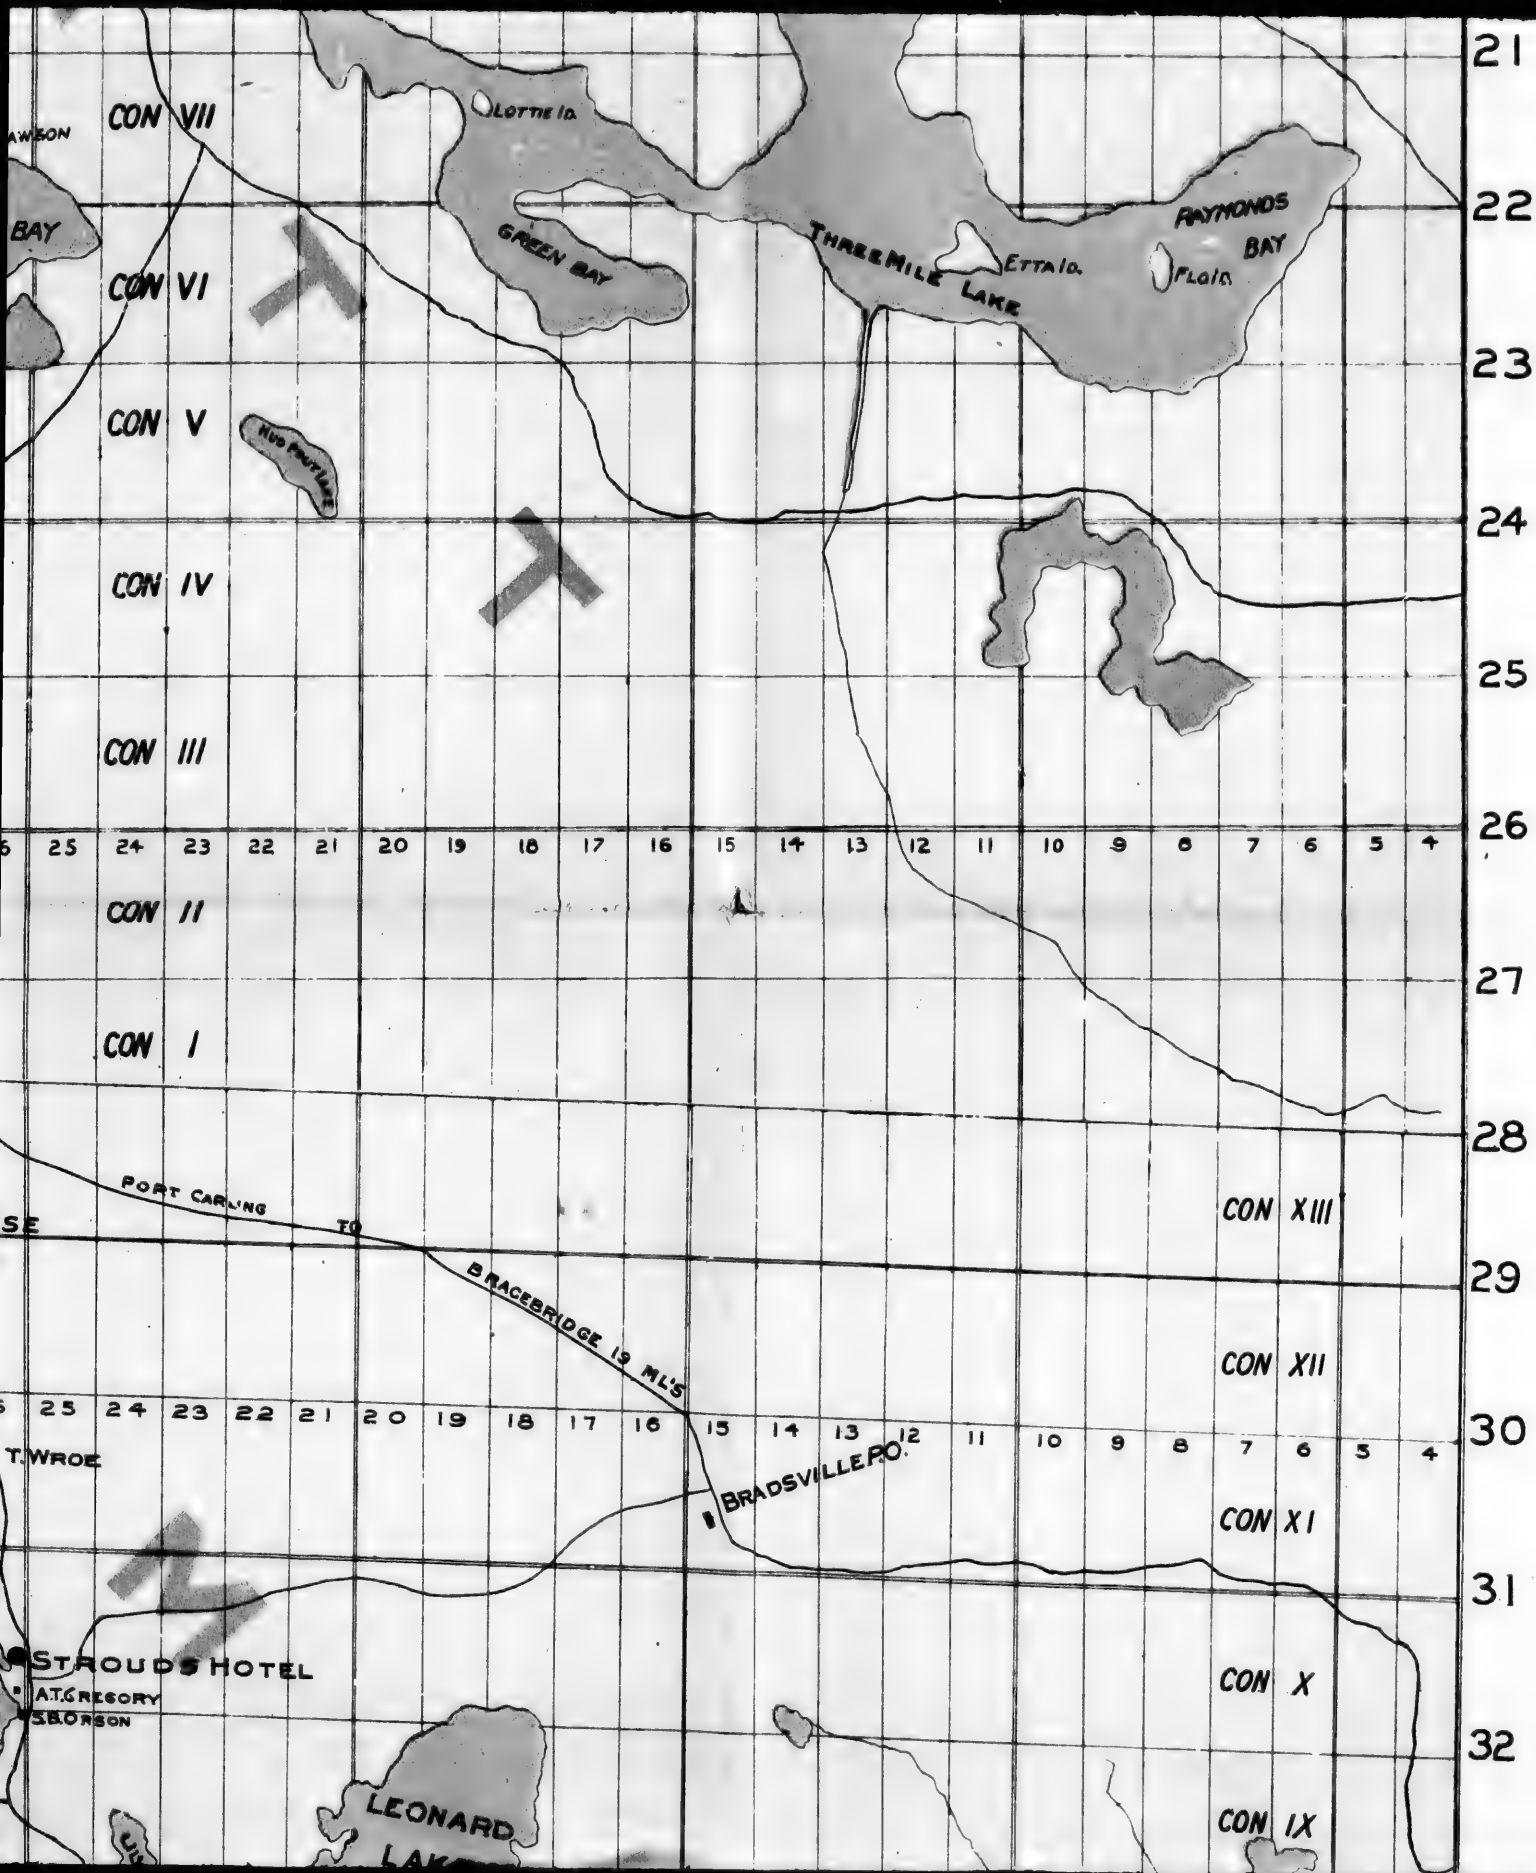 21
CON VII
LOTTIE ID.
22
BAY
RAYMONDS
BAY
GREEN BAY
THREE MILE LAKE
ETTA ID.
FLO ID.
CON VI
23
CON V
MUD POUT LAKE
24
CON IV
25
CON III
26
25 24 23 22 21 20 19 18 17 16 15 14 13 12 11 10 9 8 7 6 5 4
CON II
27
CON I
28
PORT CARLING TO BRACEBRIDGE 19 ML'S
SE
CON XIII
29
CON XII
30
25 24 23 22 21 20 19 18 17 16 15 14 13 12 11 10 9 8 7 6 5 4
T. WROE
BRADSVILLE P.O.
CON XI
T
T
N
31
STROUDS HOTEL
A.T. GREGORY
S.B. ORSON
CON X
32
LEONARD
LAKE
CON IX